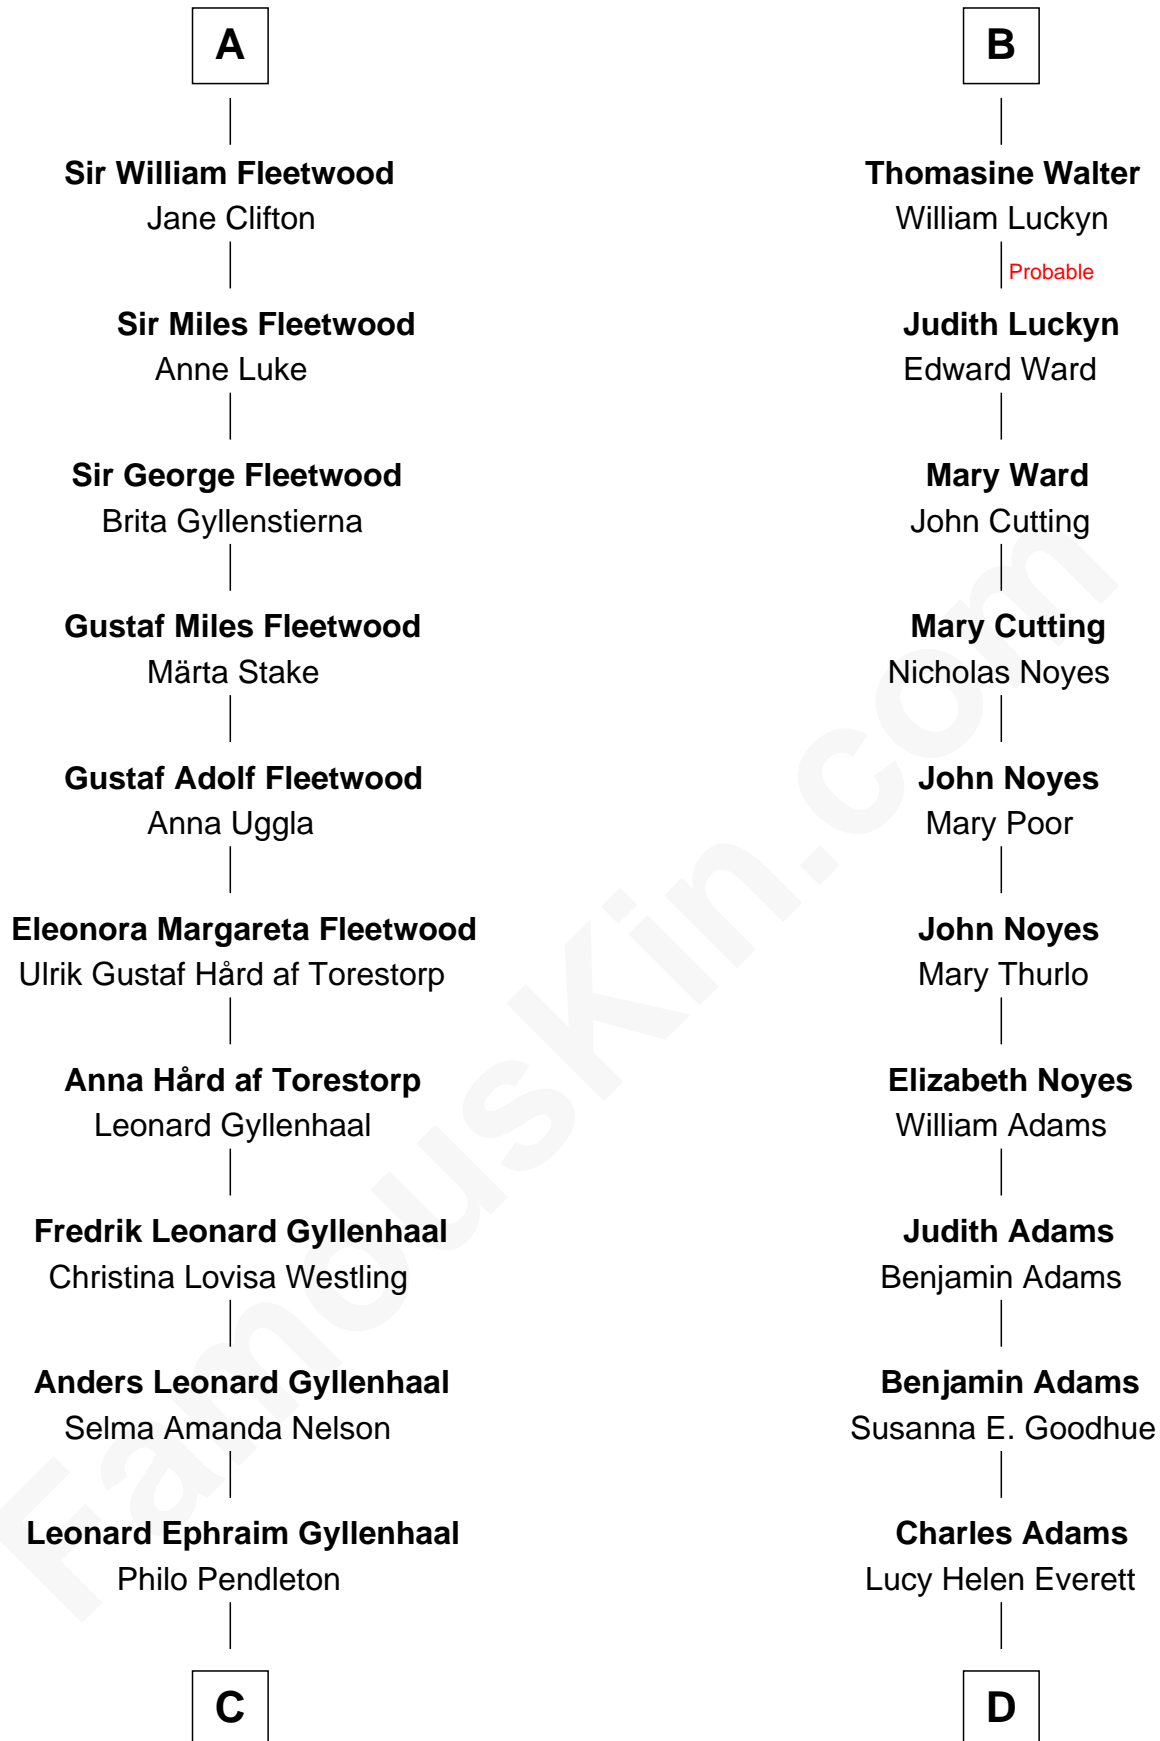 A
Sir William Fleetwood
Jane Clifton
Sir Miles Fleetwood
Anne Luke
Sir George Fleetwood
Brita Gyllenstierna
Gustaf Miles Fleetwood
Märta Stake
Gustaf Adolf Fleetwood
Anna Uggla
Eleonora Margareta Fleetwood
Ulrik Gustaf Hård af Torestorp
Anna Hård af Torestorp
Leonard Gyllenhaal
Fredrik Leonard Gyllenhaal
Christina Lovisa Westling
Anders Leonard Gyllenhaal
Selma Amanda Nelson
Leonard Ephraim Gyllenhaal
Philo Pendleton
C
B
Thomasine Walter
William Luckyn
Probable
Judith Luckyn
Edward Ward
Mary Ward
John Cutting
Mary Cutting
Nicholas Noyes
John Noyes
Mary Poor
John Noyes
Mary Thurlo
Elizabeth Noyes
William Adams
Judith Adams
Benjamin Adams
Benjamin Adams
Susanna E. Goodhue
Charles Adams
Lucy Helen Everett
D
FamousKin.com